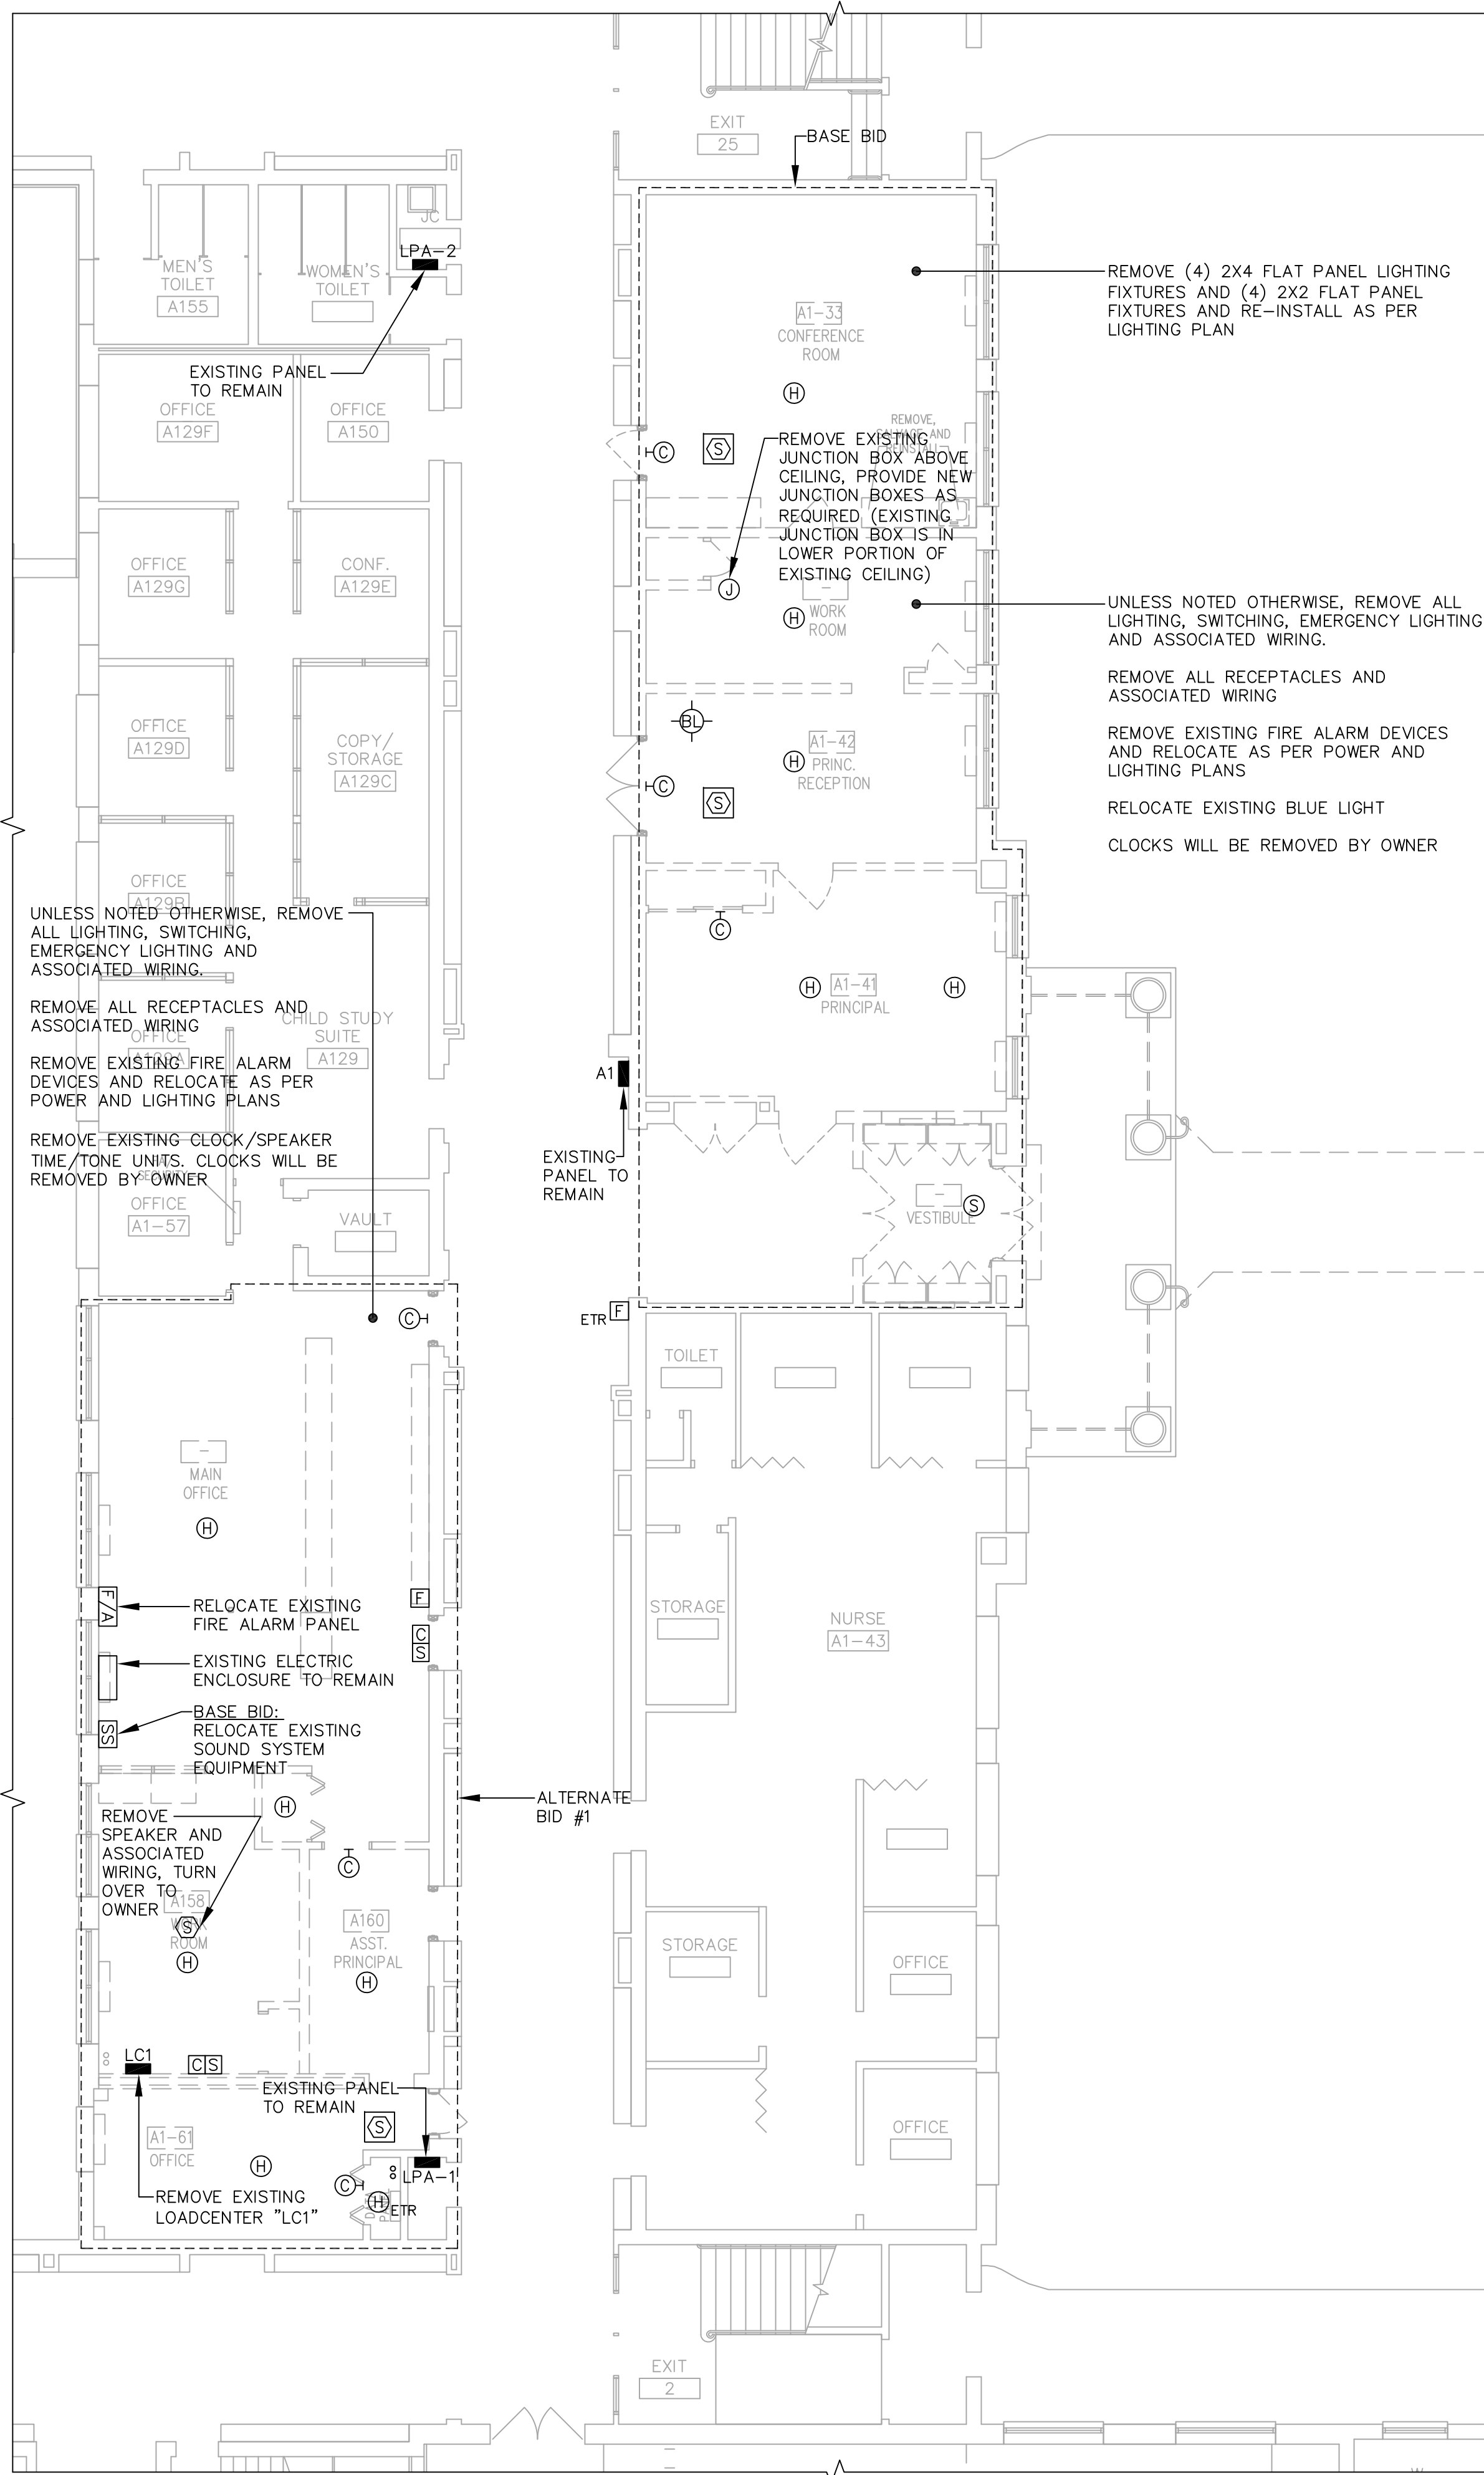 EXIT
25
BASE BID
JC
LPA-2
MEN'S
TOILET
A155
WOMEN'S
TOILET
EXISTING PANEL
TO REMAIN
OFFICE
A129F
OFFICE
A150
A1-33
CONFERENCE
ROOM
H
REMOVE (4) 2X4 FLAT PANEL LIGHTING
FIXTURES AND (4) 2X2 FLAT PANEL
FIXTURES AND RE-INSTALL AS PER
LIGHTING PLAN
C
S
REMOVE,
SALVAGE AND
REINSTALL
REMOVE EXISTING
JUNCTION BOX ABOVE
CEILING, PROVIDE NEW
JUNCTION BOXES AS
REQUIRED (EXISTING
JUNCTION BOX IS IN
LOWER PORTION OF
EXISTING CEILING)
J
OFFICE
A129G
CONF.
A129E
-
WORK
ROOM
H
UNLESS NOTED OTHERWISE, REMOVE ALL
LIGHTING, SWITCHING, EMERGENCY LIGHTING
AND ASSOCIATED WIRING.
REMOVE ALL RECEPTACLES AND
ASSOCIATED WIRING
REMOVE EXISTING FIRE ALARM DEVICES
AND RELOCATE AS PER POWER AND
LIGHTING PLANS
RELOCATE EXISTING BLUE LIGHT
CLOCKS WILL BE REMOVED BY OWNER
OFFICE
A129D
COPY/
STORAGE
A129C
BL
A1-42
PRINC.
RECEPTION
H
C
S
OFFICE
A129B
UNLESS NOTED OTHERWISE, REMOVE
ALL LIGHTING, SWITCHING,
EMERGENCY LIGHTING AND
ASSOCIATED WIRING.
REMOVE ALL RECEPTACLES AND
ASSOCIATED WIRING
REMOVE EXISTING FIRE ALARM
DEVICES AND RELOCATE AS PER
POWER AND LIGHTING PLANS
REMOVE EXISTING CLOCK/SPEAKER
TIME/TONE UNITS. CLOCKS WILL BE
REMOVED BY OWNER
OFFICE
A129A
CHILD STUDY
SUITE
A129
SECURITY
OFFICE
A1-57
VAULT
C
H
A1-41
PRINCIPAL
H
A1
EXISTING
PANEL TO
REMAIN
-
VESTIBULE
S
ETR
F
C
TOILET
-
MAIN
OFFICE
H
F/A
RELOCATE EXISTING
FIRE ALARM PANEL
F
C
S
EXISTING ELECTRIC
ENCLOSURE TO REMAIN
SS
BASE BID:
RELOCATE EXISTING
SOUND SYSTEM
EQUIPMENT
STORAGE
NURSE
A1-43
ALTERNATE
BID #1
REMOVE
SPEAKER AND
ASSOCIATED
WIRING, TURN
OVER TO
OWNER
H
C
A158
WORK
ROOM
S
H
A160
ASST.
PRINCIPAL
H
STORAGE
OFFICE
LC1
C S
EXISTING PANEL
TO REMAIN
S
A1-61
OFFICE
H
C
H
ETR
LPA-1
REMOVE EXISTING
LOADCENTER "LC1"
OFFICE
EXIT
2